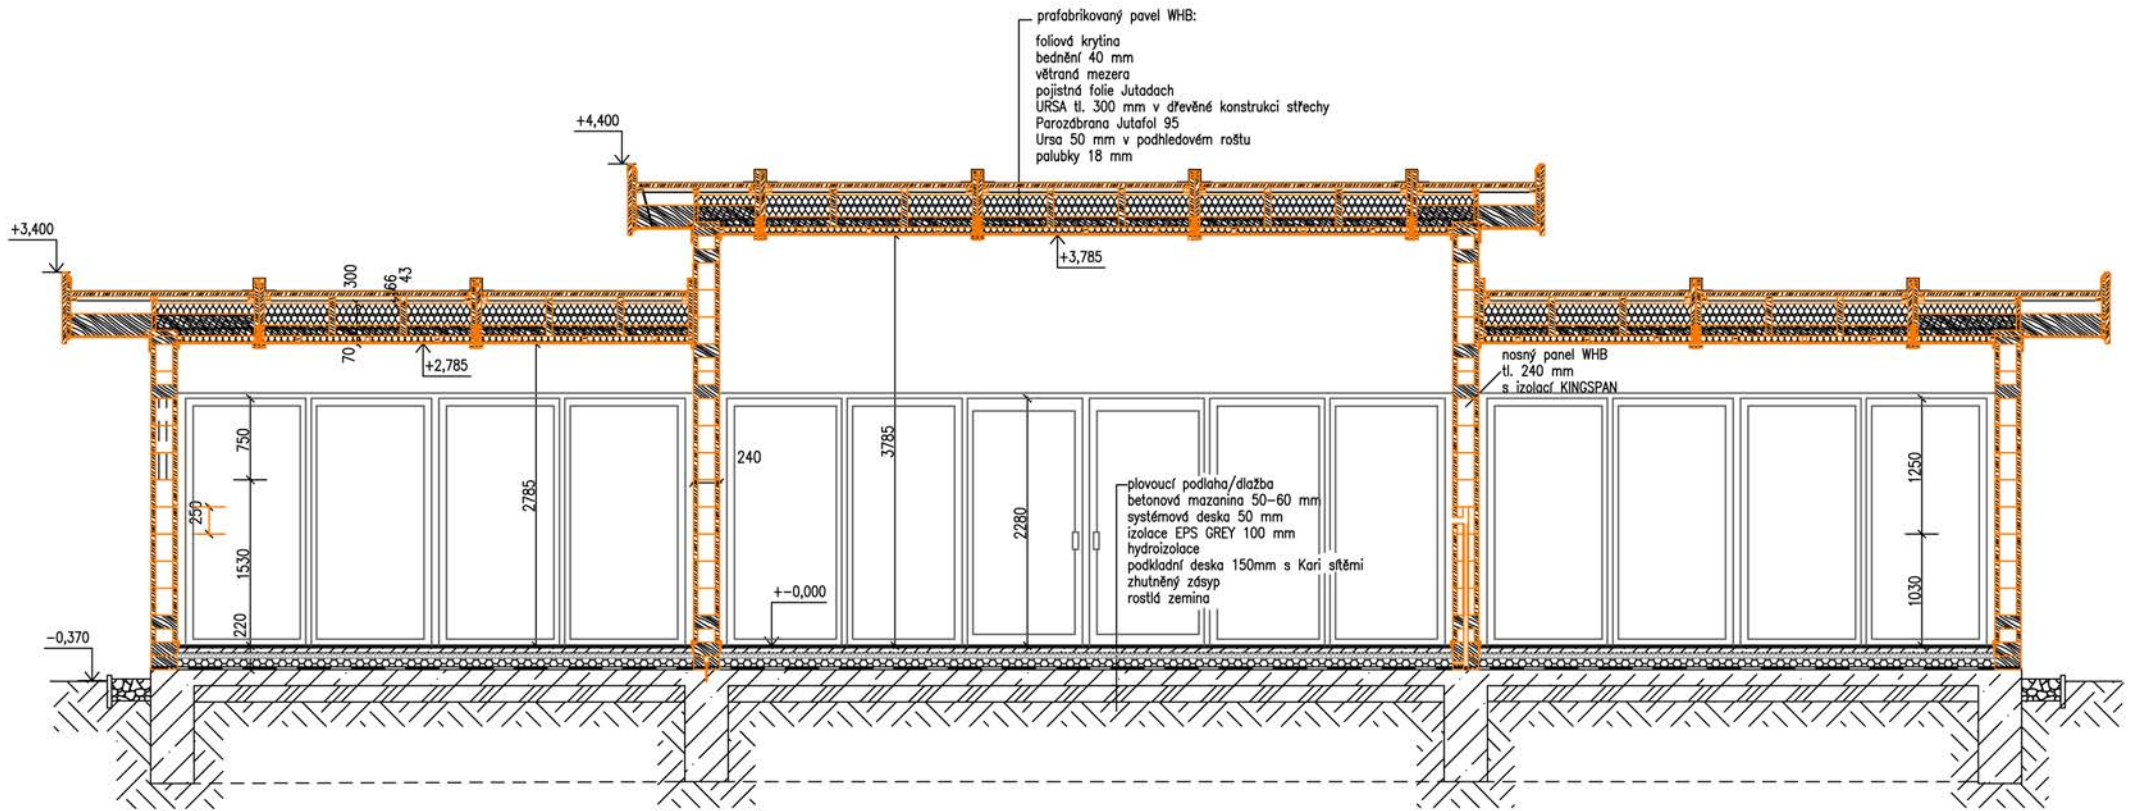 prafabrikovaný pavel WHB:
foliová krytina
bednění 40 mm
větraná mezera
pojistná folie Jutadach
URSA tl. 300 mm v dřevěné konstrukci střechy
Parozábrana Jutafol 95
Ursa 50 mm v podhledovém roštu
palubky 18 mm
+4,400
+3,400
300
66
43
70
+2,785
+3,785
nosný panel WHB
tl. 240 mm
s izolací KINGSPAN
750
250
1530
220
2785
240
3785
2280
1250
1030
plovoucí podlaha/dlažba
betonová mazanina 50-60 mm
systémová deska 50 mm
izolace EPS GREY 100 mm
hydroizolace
podkladní deska 150mm s Kari sítěmi
zhutněný zásyp
rostlá zemina
+-0,000
-0,370